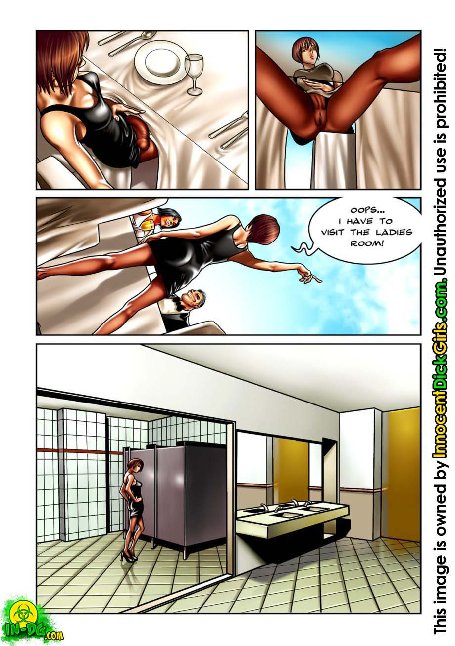 OOPS...
I HAVE TO
VISIT THE LADIES
ROOM!
This image is owned by InnocentDickGirls.com. Unauthorized use is prohibited!
IN-DG.COM